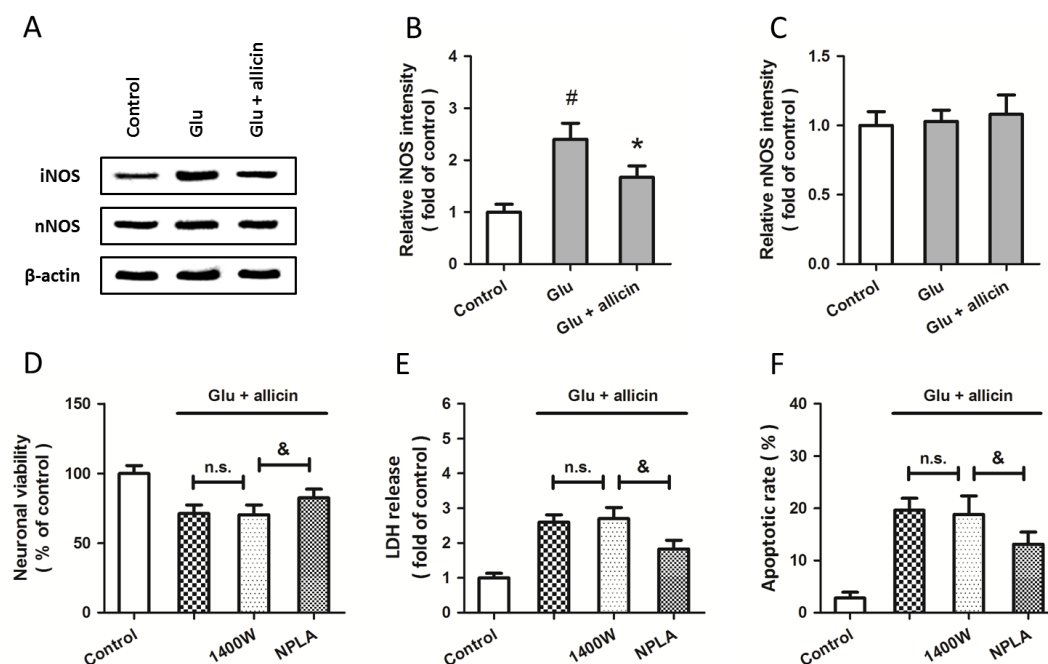 A
Control
Glu
Glu + allicin
iNOS
nNOS
β-actin
B
Relative iNOS intensity
( fold of control )
4
3
2
1
0
#
*
Control
Glu
Glu + allicin
C
Relative nNOS intensity
( fold of control )
1.5
1.0
0.5
0.0
Control
Glu
Glu + allicin
D
Neuronal viability
( % of control )
Glu + allicin
150
100
50
0
n.s.
&
Control
1400W
NPLA
E
LDH release
( fold of control )
Glu + allicin
6
5
4
3
2
1
0
n.s.
&
Control
1400W
NPLA
F
Apoptotic rate ( % )
Glu + allicin
40
30
20
10
0
n.s.
&
Control
1400W
NPLA